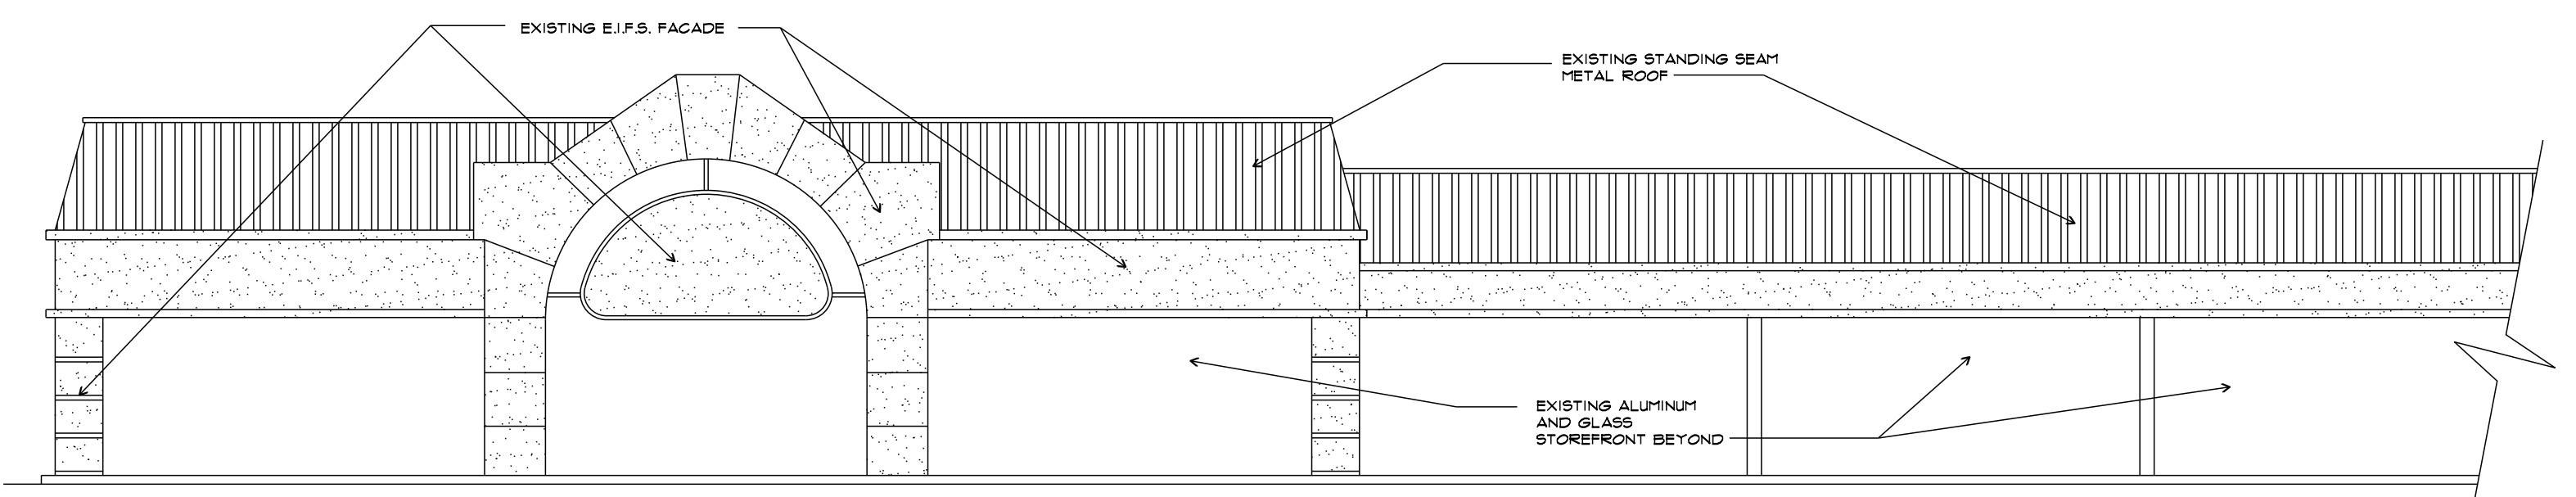 EXISTING E.I.F.S. FACADE
EXISTING STANDING SEAM
METAL ROOF
EXISTING ALUMINUM
AND GLASS
STOREFRONT BEYOND